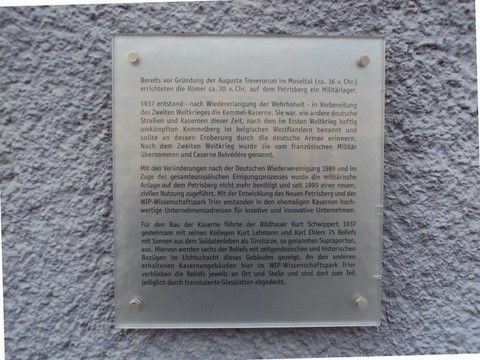 Bereits vor Gründung der Augusta Treverorum im Moseltal (ca. 16 v. Chr.)
errichteten die Römer ca. 30 v. Chr. auf dem Petrisberg ein Militärlager.
1937 entstand - nach Wiedererlangung der Wehrhoheit - in Vorbereitung
des Zweiten Weltkrieges die Kemmel-Kaserne. Sie war, wie andere deutsche
Straßen und Kasernen dieser Zeit, nach dem im Ersten Weltkrieg heftig
umkämpften Kemmelberg im belgischen Westflandern benannt und
sollte an dessen Eroberung durch die deutsche Armee erinnern.
Nach dem Zweiten Weltkrieg wurde sie vom französischen Militär
übernommen und Caserne Belvédère genannt.
Mit den Veränderungen nach der Deutschen Wiedervereinigung 1989 und im
Zuge des gesamteuropäischen Einigungsprozesses wurde die militärische
Anlage auf dem Petrisberg nicht mehr benötigt und seit 1999 einer neuen,
zivilen Nutzung zugeführt. Mit der Entwicklung des Neuen Petrisberg und des
WIP-Wissenschaftspark Trier enstanden in den ehemaligen Kasernen hoch-
wertige Unternehmensadressen für kreative und innovative Unternehmen.
Für den Bau der Kaserne führte der Bildhauer Kurt Schwippert 1937
gemeinsam mit seinen Kollegen Kurt Lehmann und Karl Ehlers 75 Reliefs
mit Szenen aus dem Soldatenleben als Türstürze, so genannten Supraporten,
aus. Hiervon werden sechs der Reliefs mit zeitgenössischen und historischen
Bezügen im Lichtschacht dieses Gebäudes gezeigt. An den anderen
erhaltenen Kasernengebäuden hier im WIP-Wissenschaftspark Trier
verblieben die Reliefs jeweils an Ort und Stelle und sind dort zum Teil
lediglich durch transluzente Glasplatten abgedeckt.